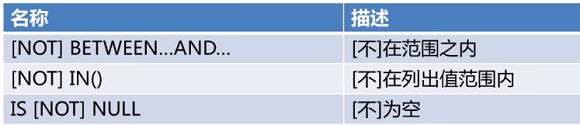 名称 描述
[NOT] BETWEEN...AND... [不]在范围之内
[NOT] IN() [不]在列出值范围内
IS [NOT] NULL [不]为空